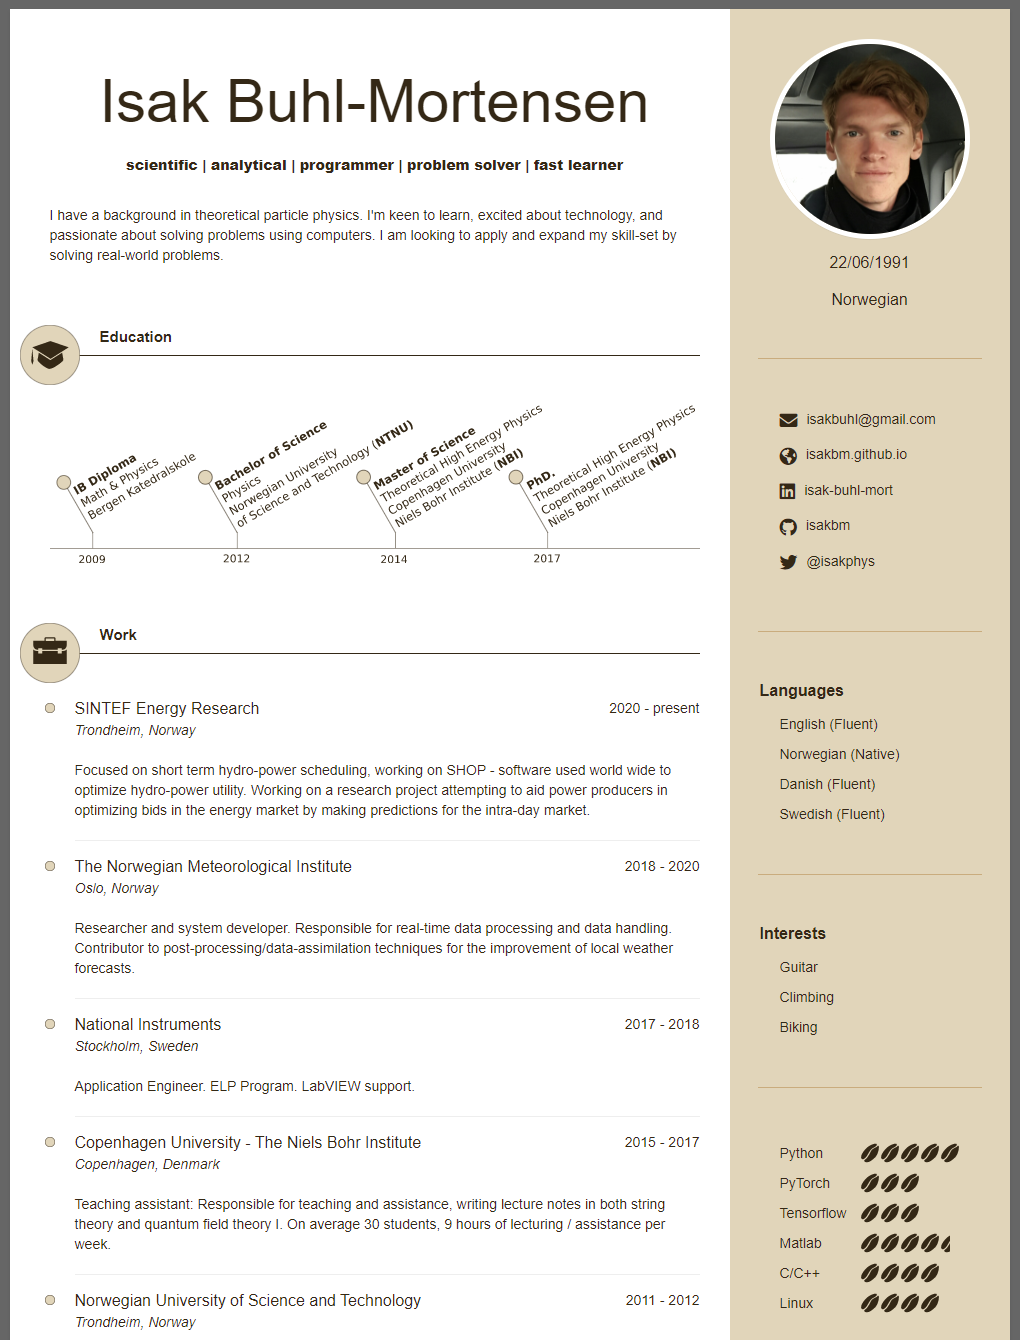 Isak Buhl-Mortensen
scientific | analytical | programmer | problem solver | fast learner
I have a background in theoretical particle physics. I'm keen to learn, excited about technology, and
passionate about solving problems using computers. I am looking to apply and expand my skill-set by
solving real-world problems.
Education
IB Diploma
Math & Physics
Bergen Katedralskole
2009
Bachelor of Science
Physics
Norwegian University
of Science and Technology (NTNU)
2012
Master of Science
Theoretical High Energy Physics
Copenhagen University
Niels Bohr Institute (NBI)
2014
PhD.
Theoretical High Energy Physics
Copenhagen University
Niels Bohr Institute (NBI)
2017
Work
SINTEF Energy Research 2020 - present
Trondheim, Norway
Focused on short term hydro-power scheduling, working on SHOP - software used world wide to
optimize hydro-power utility. Working on a research project attempting to aid power producers in
optimizing bids in the energy market by making predictions for the intra-day market.
The Norwegian Meteorological Institute 2018 - 2020
Oslo, Norway
Researcher and system developer. Responsible for real-time data processing and data handling.
Contributor to post-processing/data-assimilation techniques for the improvement of local weather
forecasts.
National Instruments 2017 - 2018
Stockholm, Sweden
Application Engineer. ELP Program. LabVIEW support.
Copenhagen University - The Niels Bohr Institute 2015 - 2017
Copenhagen, Denmark
Teaching assistant: Responsible for teaching and assistance, writing lecture notes in both string
theory and quantum field theory I. On average 30 students, 9 hours of lecturing / assistance per
week.
Norwegian University of Science and Technology 2011 - 2012
Trondheim, Norway
22/06/1991
Norwegian
isakbuhl@gmail.com
isakbm.github.io
isak-buhl-mort
isakbm
@isakphys
Languages
English (Fluent)
Norwegian (Native)
Danish (Fluent)
Swedish (Fluent)
Interests
Guitar
Climbing
Biking
Python
PyTorch
Tensorflow
Matlab
C/C++
Linux